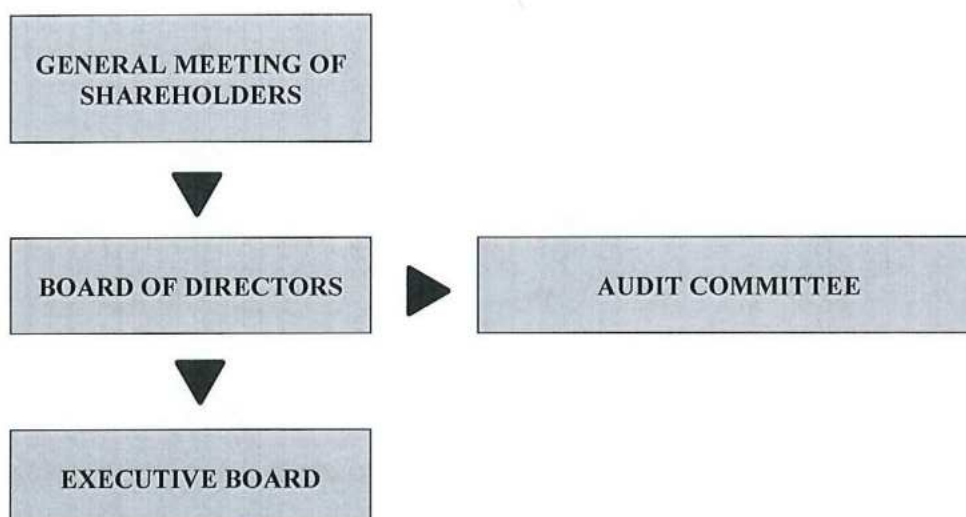 GENERAL MEETING OF
SHAREHOLDERS
BOARD OF DIRECTORS
AUDIT COMMITTEE
EXECUTIVE BOARD